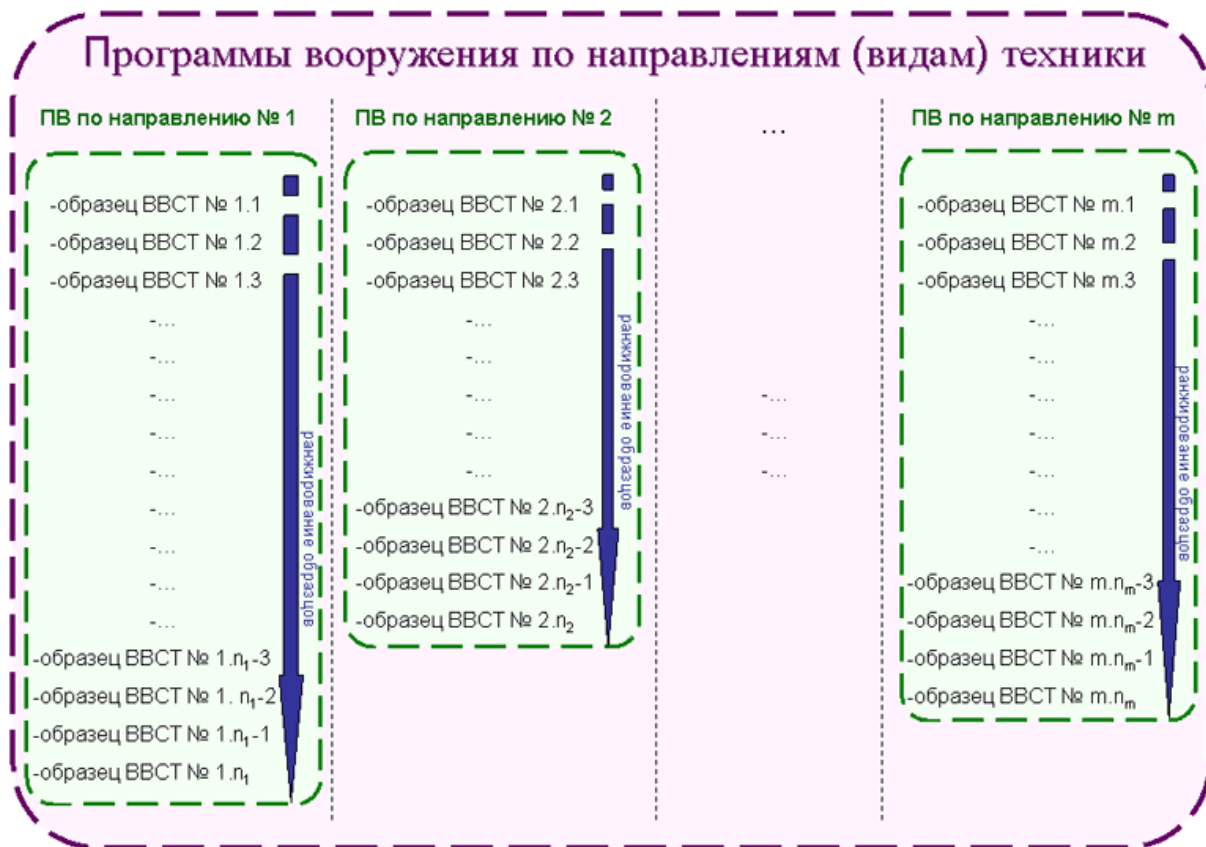 Программы вооружения по направлениям (видам) техники
ПВ по направлению № 1
-образец ВВСТ № 1.1
-образец ВВСТ № 1.2
-образец ВВСТ № 1.3
-...
-...
-...
-...
-...
-...
-...
-...
-...
-образец ВВСТ № 1.n₁-3
-образец ВВСТ № 1. n₁-2
-образец ВВСТ № 1.n₁-1
-образец ВВСТ № 1.n₁
ранжирование образцов
ПВ по направлению № 2
-образец ВВСТ № 2.1
-образец ВВСТ № 2.2
-образец ВВСТ № 2.3
-...
-...
-...
-...
-...
-образец ВВСТ № 2.n₂-3
-образец ВВСТ № 2.n₂-2
-образец ВВСТ № 2.n₂-1
-образец ВВСТ № 2.n₂
ранжирование образцов
...
-...
-...
-...
ПВ по направлению № m
-образец ВВСТ № m.1
-образец ВВСТ № m.2
-образец ВВСТ № m.3
-...
-...
-...
-...
-...
-...
-...
-образец ВВСТ № m.nₘ-3
-образец ВВСТ № m.nₘ-2
-образец ВВСТ № m.nₘ-1
-образец ВВСТ № m.nₘ
ранжирование образцов